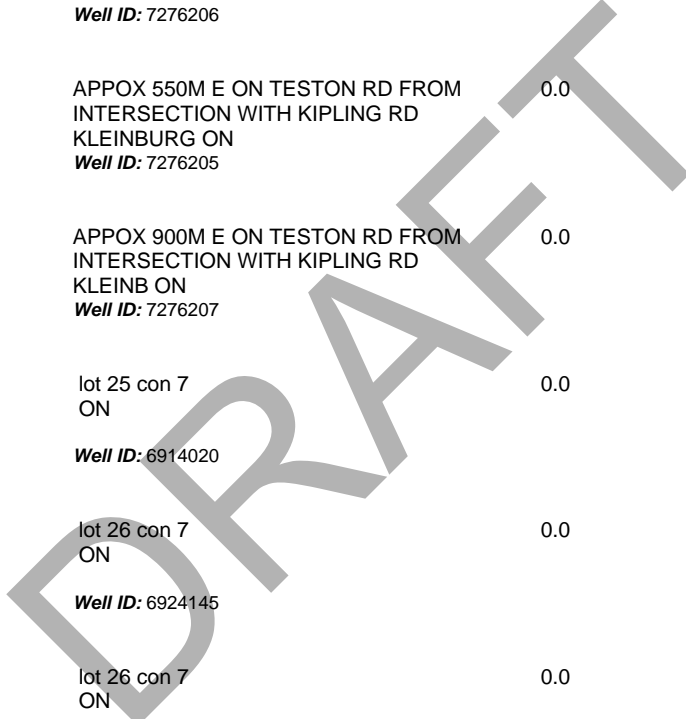 Well ID: 7276206
APPOX 550M E ON TESTON RD FROM 0.0
INTERSECTION WITH KIPLING RD
KLEINBURG ON
Well ID: 7276205
APPOX 900M E ON TESTON RD FROM 0.0
INTERSECTION WITH KIPLING RD
KLEINB ON
Well ID: 7276207
lot 25 con 7 0.0
ON
Well ID: 6914020
lot 26 con 7 0.0
ON
Well ID: 6924145
lot 26 con 7 0.0
ON
DRAFT